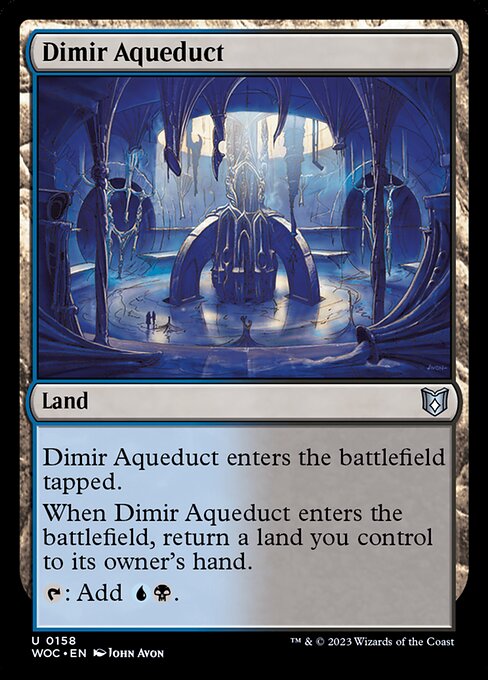 Dimir Aqueduct
Land
Dimir Aqueduct enters the battlefield
tapped.
When Dimir Aqueduct enters the
battlefield, return a land you control
to its owner's hand.
: Add .
U 0158
WOC • EN John Avon
™ & © 2023 Wizards of the Coast